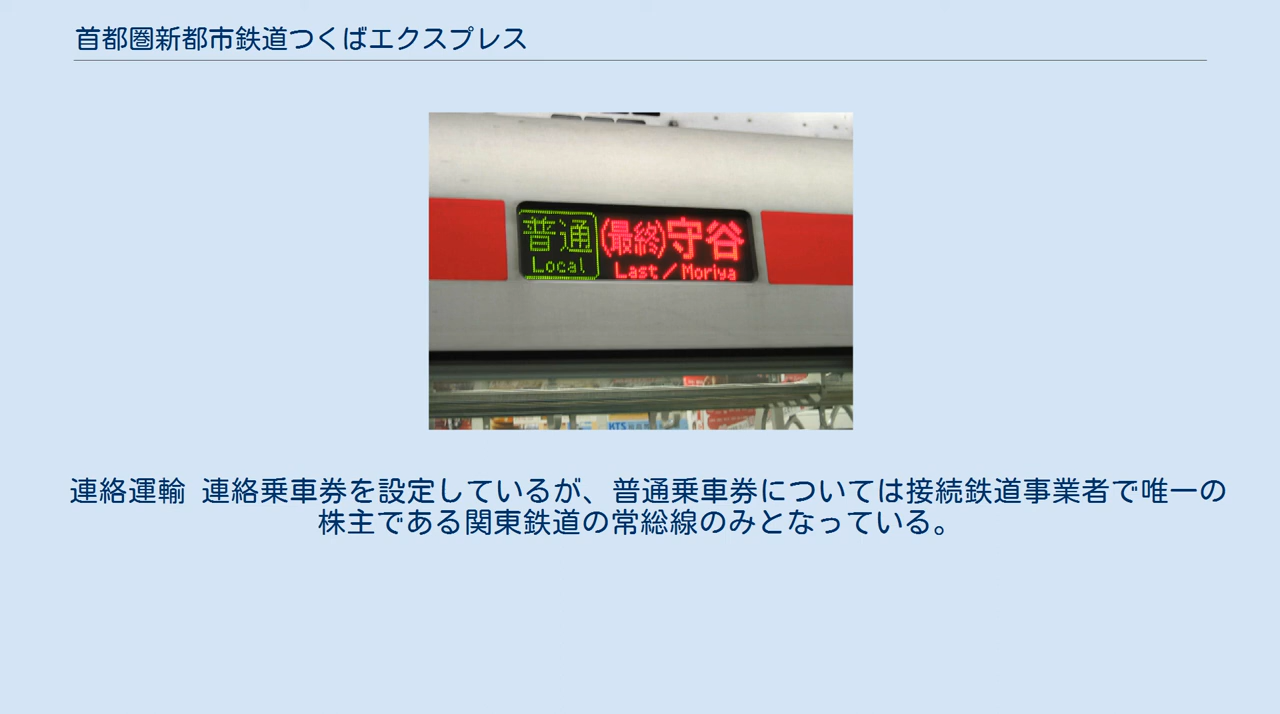 首都圏新都市鉄道つくばエクスプレス
普通 (最終)守谷
Local Last/Moriya
KTS
連絡運輸 連絡乗車券を設定しているが、普通乗車券については接続鉄道事業者で唯一の
株主である関東鉄道の常総線のみとなっている。